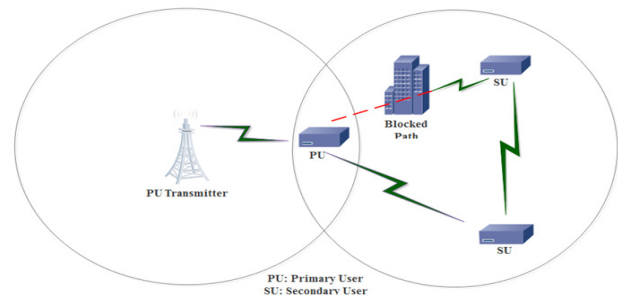 SU
Blocked
Path
PU
PU Transmitter
SU
PU: Primary User
SU: Secondary User